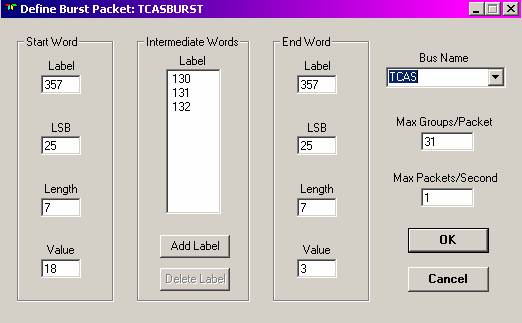 Define Burst Packet: TCASBURST
Start Word
Label
357
LSB
25
Length
7
Value
18
Intermediate Words
Label
130
131
132
Add Label
Delete Label
End Word
Label
357
LSB
25
Length
7
Value
3
Bus Name
TCAS
Max Groups/Packet
31
Max Packets/Second
1
OK
Cancel